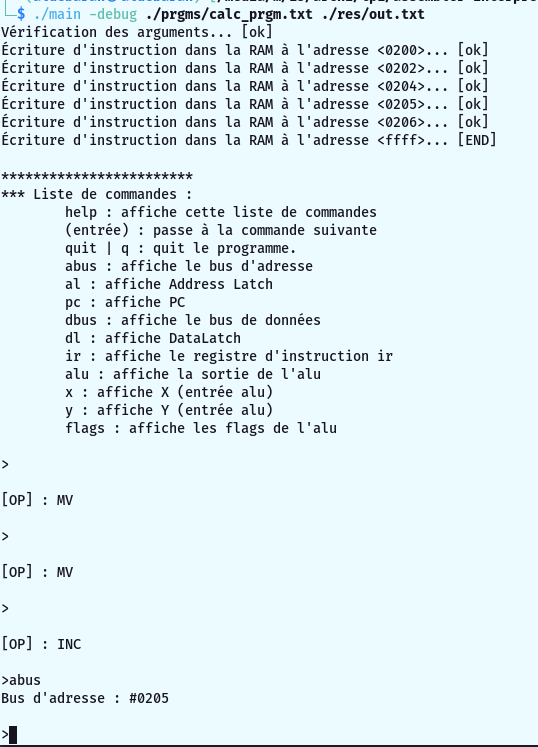 $ ./main -debug ./prgms/calc_prgm.txt ./res/out.txt
Vérification des arguments... [ok]
Écriture d'instruction dans la RAM à l'adresse <0200>... [ok]
Écriture d'instruction dans la RAM à l'adresse <0202>... [ok]
Écriture d'instruction dans la RAM à l'adresse <0204>... [ok]
Écriture d'instruction dans la RAM à l'adresse <0205>... [ok]
Écriture d'instruction dans la RAM à l'adresse <0206>... [ok]
Écriture d'instruction dans la RAM à l'adresse <ffff>... [END]
************************
*** Liste de commandes :
help : affiche cette liste de commandes
(entrée) : passe à la commande suivante
quit | q : quit le programme.
abus : affiche le bus d'adresse
al : affiche Address Latch
pc : affiche PC
dbus : affiche le bus de données
dl : affiche DataLatch
ir : affiche le registre d'instruction ir
alu : affiche la sortie de l'alu
x : affiche X (entrée alu)
y : affiche Y (entrée alu)
flags : affiche les flags de l'alu
>
[OP] : MV
>
[OP] : MV
>
[OP] : INC
>abus
Bus d'adresse : #0205
>